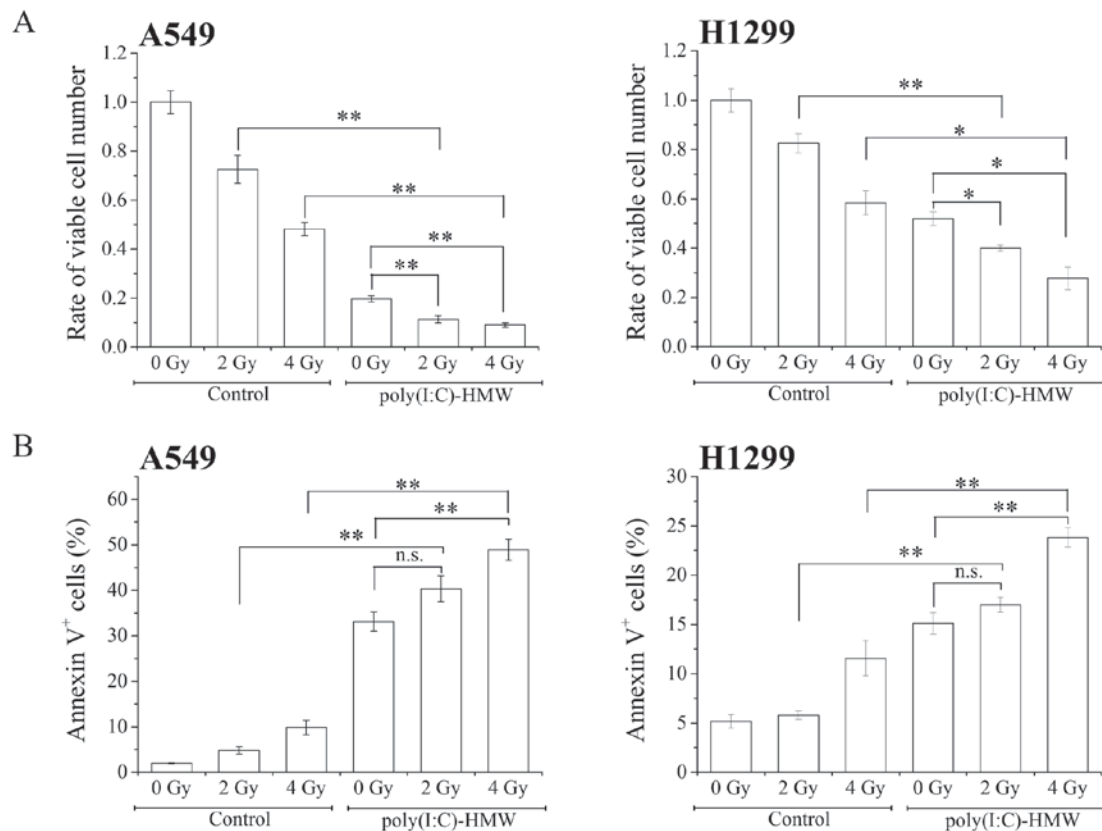 A
A549
Rate of viable cell number
1.2
1.0
0.8
0.6
0.4
0.2
0.0
**
**
**
**
0 Gy 2 Gy 4 Gy 0 Gy 2 Gy 4 Gy
Control poly(I:C)-HMW
H1299
Rate of viable cell number
1.2
1.0
0.8
0.6
0.4
0.2
0.0
**
*
*
*
0 Gy 2 Gy 4 Gy 0 Gy 2 Gy 4 Gy
Control poly(I:C)-HMW
B
A549
Annexin V⁺ cells (%)
60
50
40
30
20
10
0
**
**
**
n.s.
0 Gy 2 Gy 4 Gy 0 Gy 2 Gy 4 Gy
Control poly(I:C)-HMW
H1299
Annexin V⁺ cells (%)
30
25
20
15
10
5
0
**
**
**
n.s.
0 Gy 2 Gy 4 Gy 0 Gy 2 Gy 4 Gy
Control poly(I:C)-HMW